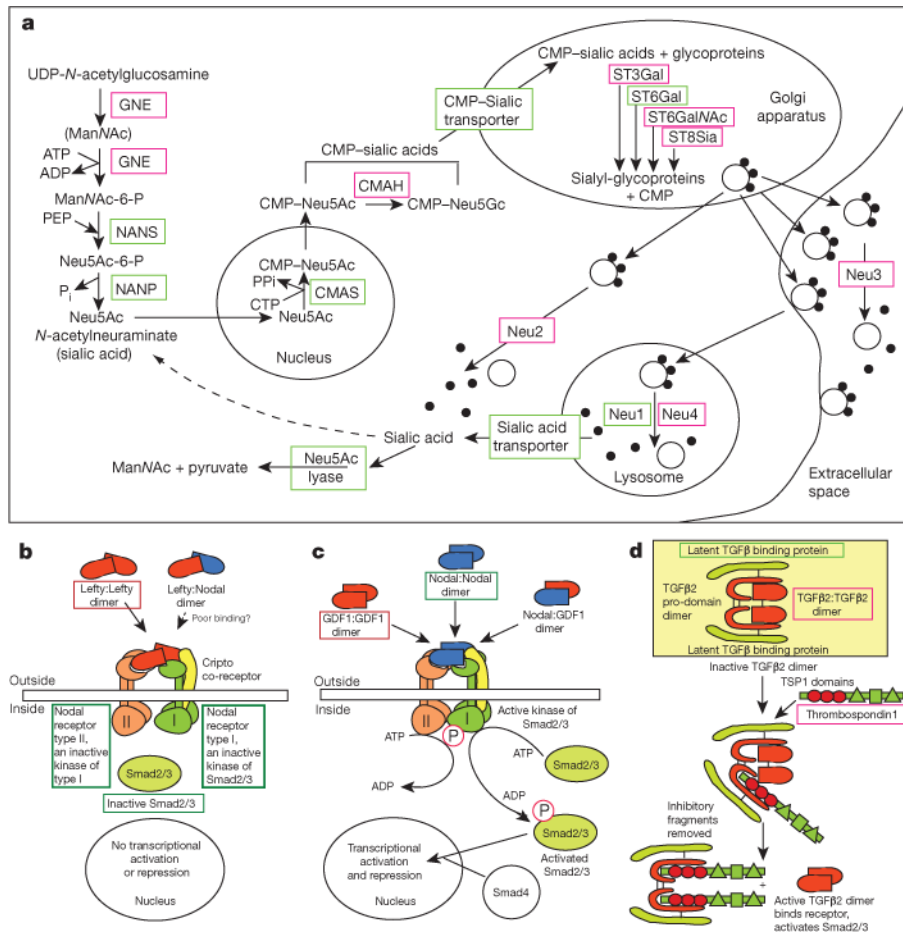 a
UDP-N-acetylglucosamine
GNE
(ManNAc)
ATP
ADP
GNE
ManNAc-6-P
PEP
NANS
Neu5Ac-6-P
Pi
NANP
Neu5Ac
N-acetylneuraminate
(sialic acid)
CMP–Neu5Ac
PPi
CTP
CMAS
Neu5Ac
Nucleus
CMP–Neu5Ac
CMAH
CMP–Neu5Gc
CMP–sialic acids
CMP–Sialic
transporter
CMP–sialic acids + glycoproteins
ST3Gal
ST6Gal
ST6GalNAc
ST8Sia
Sialyl-glycoproteins
+ CMP
Golgi
apparatus
Neu2
Neu3
Neu1
Neu4
Lysosome
Sialic acid
transporter
Sialic acid
Neu5Ac
lyase
ManNAc + pyruvate
Extracellular
space
b
Lefty:Lefty
dimer
Lefty:Nodal
dimer
Poor binding?
Cripto
co-receptor
Outside
Inside
II
I
Nodal
receptor
type II,
an inactive
kinase of
type I
Nodal
receptor
type I,
an inactive
kinase of
Smad2/3
Smad2/3
Inactive Smad2/3
No transcriptional
activation
or repression
Nucleus
c
Nodal:Nodal
dimer
GDF1:GDF1
dimer
Nodal:GDF1
dimer
Outside
Inside
II
I
Active kinase of
Smad2/3
P
ATP
ADP
ATP
Smad2/3
ADP
P
Smad2/3
Activated
Smad2/3
Transcriptional
activation
and repression
Nucleus
Smad4
d
Latent TGFβ binding protein
TGFβ2
pro-domain
dimer
TGFβ2:TGFβ2
dimer
Latent TGFβ binding protein
Inactive TGFβ2 dimer
TSP1 domains
Thrombospondin1
Inhibitory
fragments
removed
+
Active TGFβ2 dimer
binds receptor,
activates Smad2/3